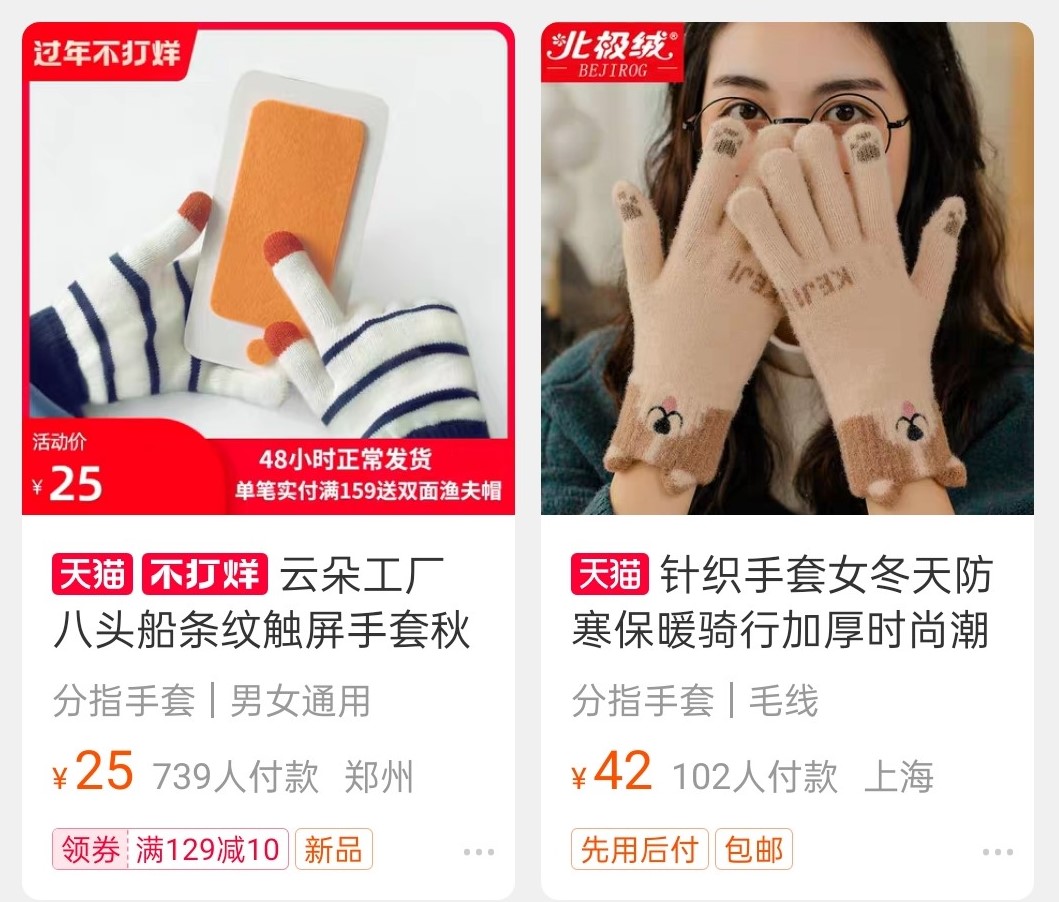 过年不打烊
活动价
¥25
48小时正常发货
单笔实付满159送双面渔夫帽
天猫 不打烊 云朵工厂
八头船条纹触屏手套秋
分指手套 | 男女通用
¥25 739人付款 郑州
领券 满129减10 新品
北极绒®
BEJIROG
KEJI
KEJI
天猫 针织手套女冬天防
寒保暖骑行加厚时尚潮
分指手套 | 毛线
¥42 102人付款 上海
先用后付 包邮